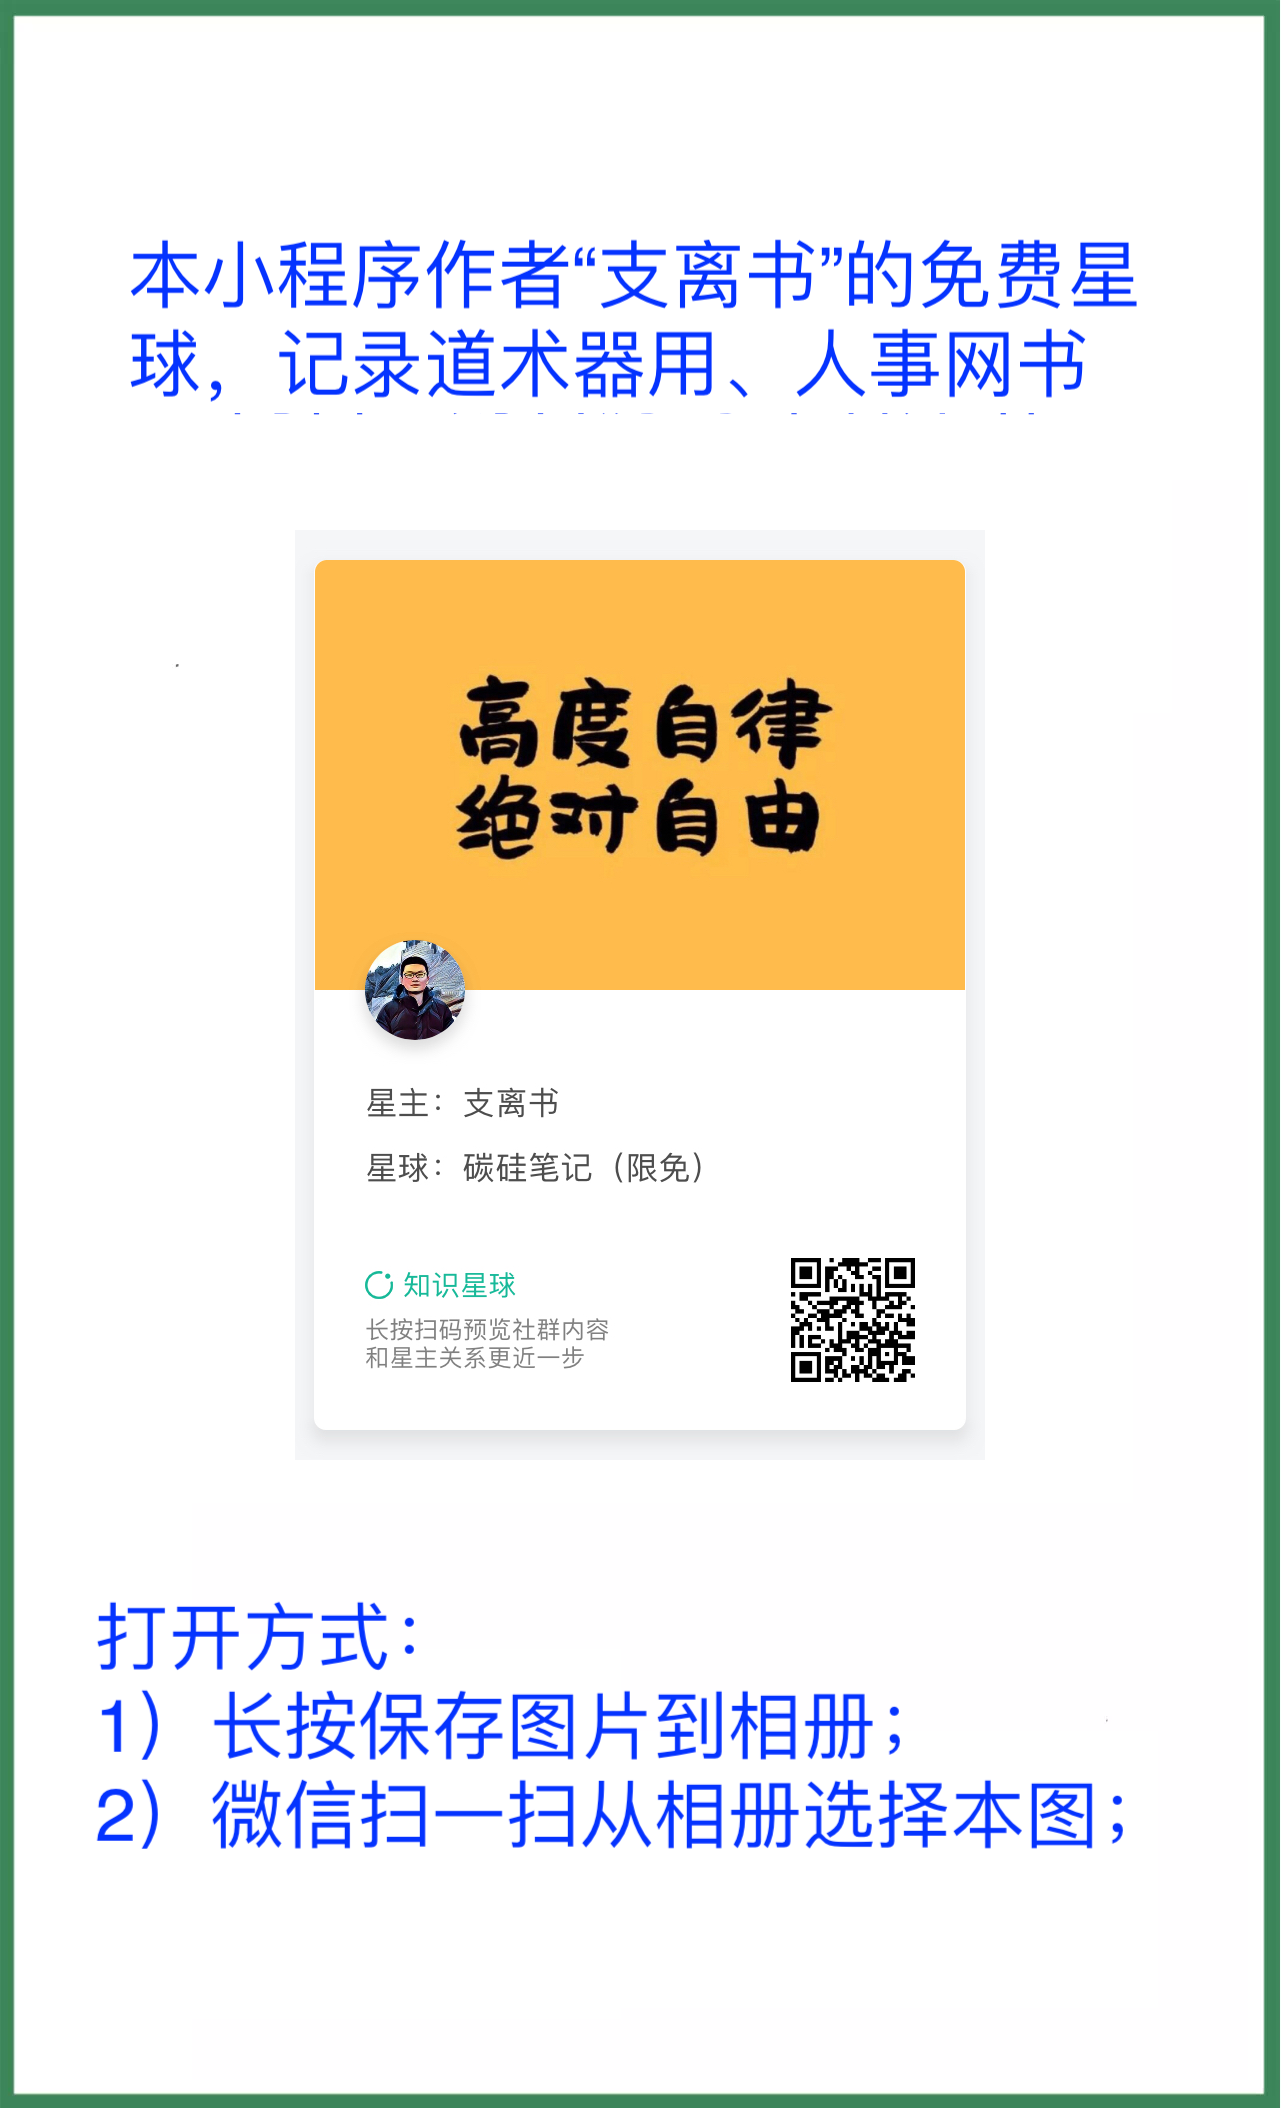 本小程序作者“支离书”的免费星
球，记录道术器用、人事网书
高度自律
绝对自由
星主：支离书
星球：碳硅笔记（限免）
知识星球
长按扫码预览社群内容
和星主关系更近一步
打开方式：
1）长按保存图片到相册；
2）微信扫一扫从相册选择本图；